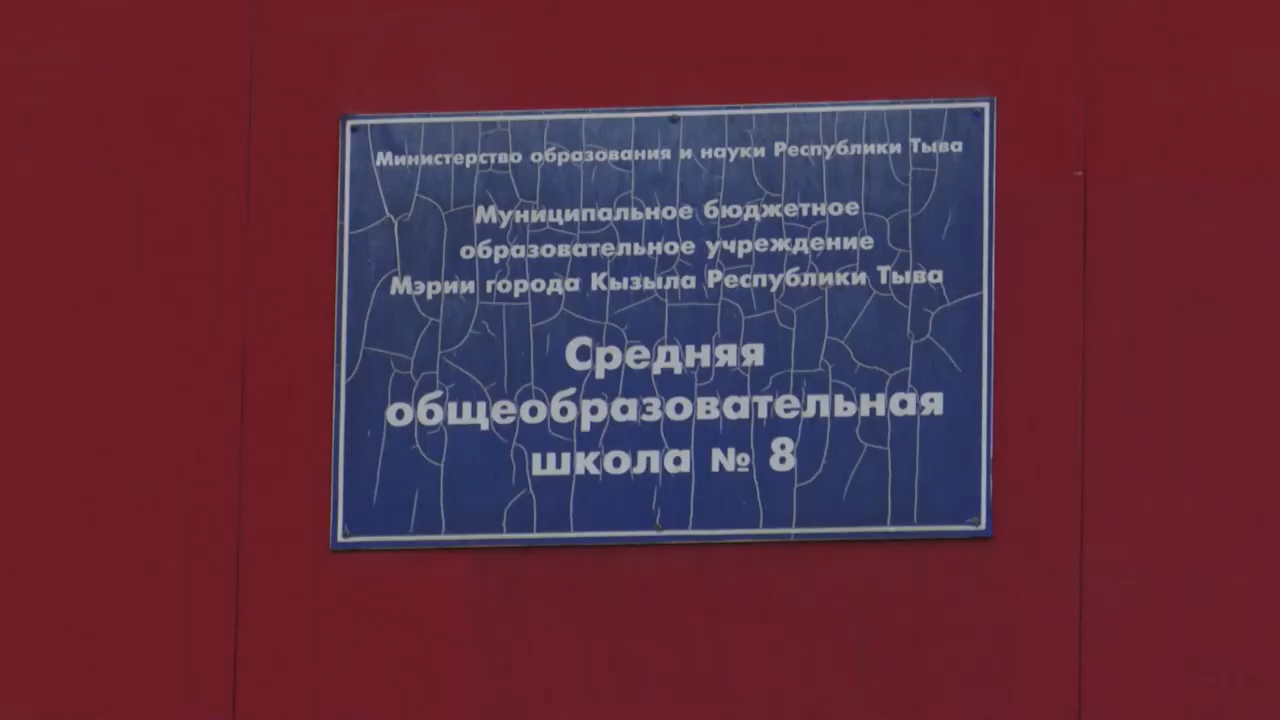 Министерство образования и науки Республики Тыва
Муниципальное бюджетное
образовательное учреждение
Мэрии города Кызыла Республики Тыва
Средняя
общеобразовательная
школа № 8